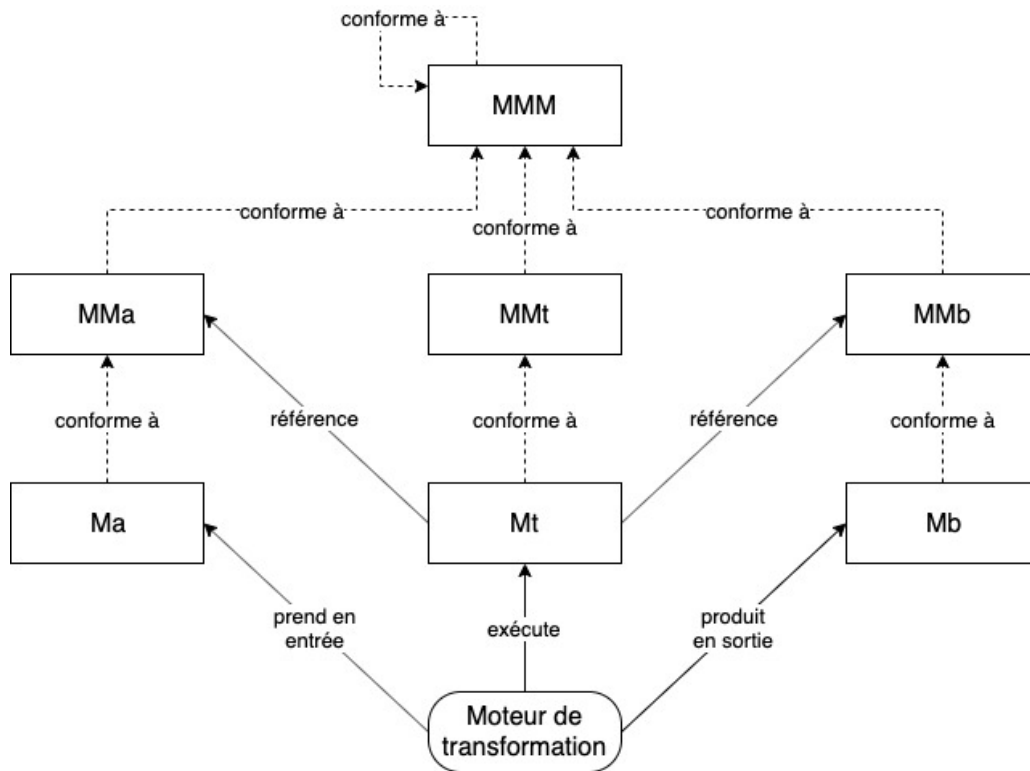 conforme à
MMM
conforme à
conforme à
conforme à
MMa
MMt
MMb
conforme à
référence
conforme à
référence
conforme à
Ma
Mt
Mb
prend en
entrée
exécute
produit
en sortie
Moteur de
transformation